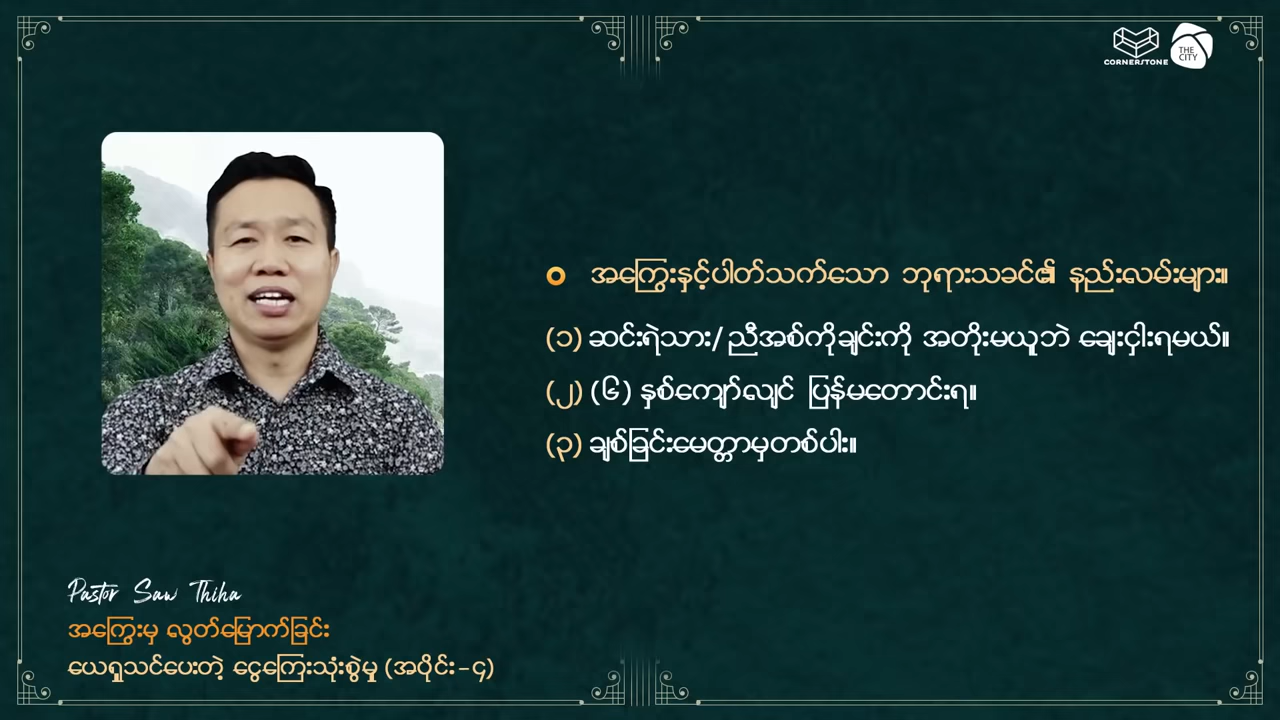 CORNERSTONE
THE CITY
အကြွေးနှင့်ပါတ်သက်သော ဘုရားသခင်၏ နည်းလမ်းများ။
(၁) ဆင်းရဲသား/ ညီအစ်ကိုချင်းကို အတိုးမယူဘဲ ချေးငှါးရမယ်။
(၂) (၆) နှစ်ကျော်လျင် ပြန်မတောင်းရ။
(၃) ချစ်ခြင်းမေတ္တာမှတစ်ပါး။
Pastor Saw Thiha
အကြွေးမှ လွတ်မြောက်ခြင်း
ယေရှုသင်ပေးတဲ့ ငွေကြေးသုံးစွဲမှု (အပိုင်း-၄)